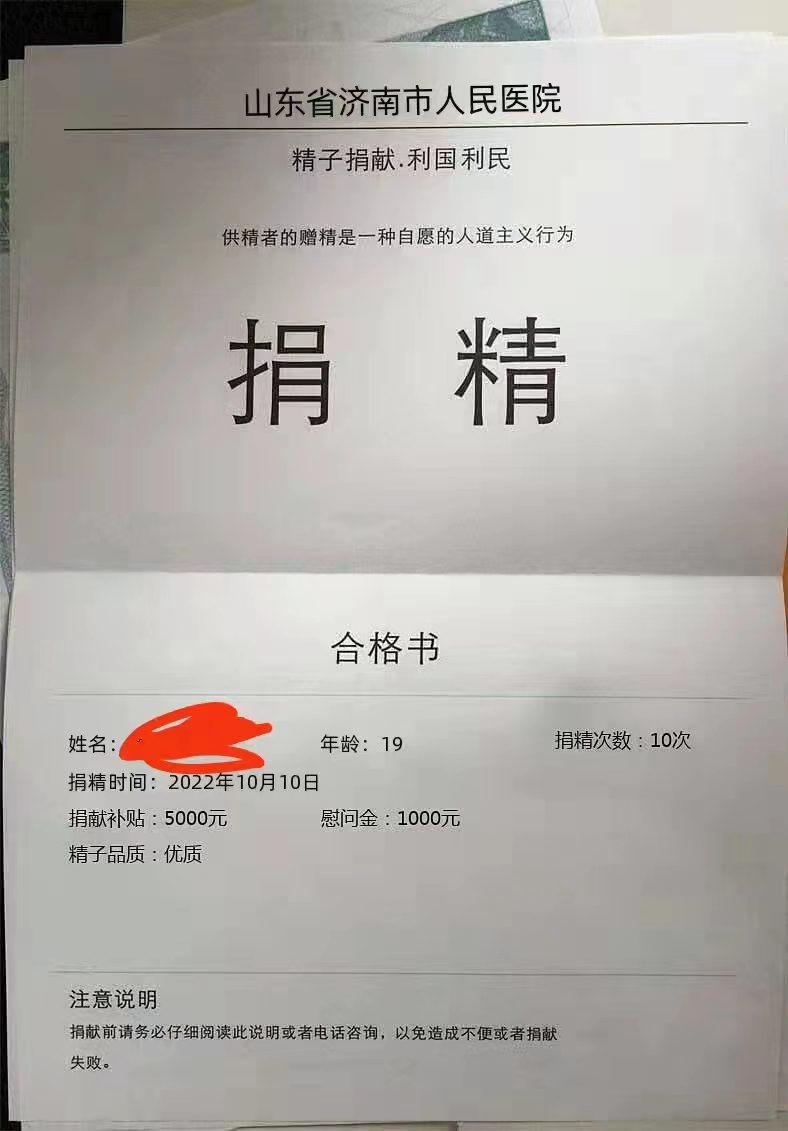 山东省济南市人民医院
精子捐献.利国利民
供精者的赠精是一种自愿的人道主义行为
捐 精
合格书
姓名： 年龄：19 捐精次数：10次
捐精时间：2022年10月10日
捐献补贴：5000元 慰问金：1000元
精子品质：优质
注意说明
捐献前请务必仔细阅读此说明或者电话咨询，以免造成不便或者捐献
失败。